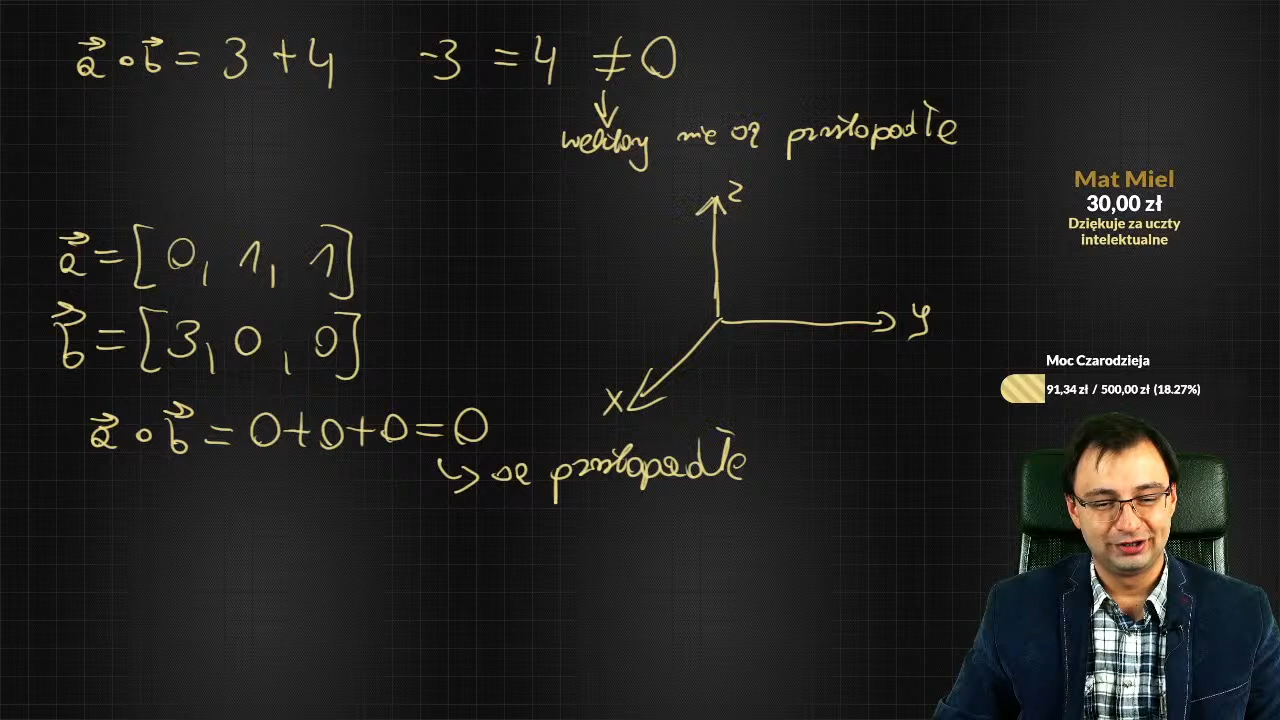 a⃗ ∘ b⃗ = 3 + 4 -3 = 4 ≠ 0
↓
wektory nie są prostopadłe
a⃗ = [0, 1, 1]
b⃗ = [3, 0, 0]
a⃗ ∘ b⃗ = 0+0+0=0
↳ są prostopadłe
z
y
x
Mat Miel
30,00 zł
Dziękuje za uczty
intelektualne
Moc Czarodzieja
91,34 zł / 500,00 zł (18.27%)